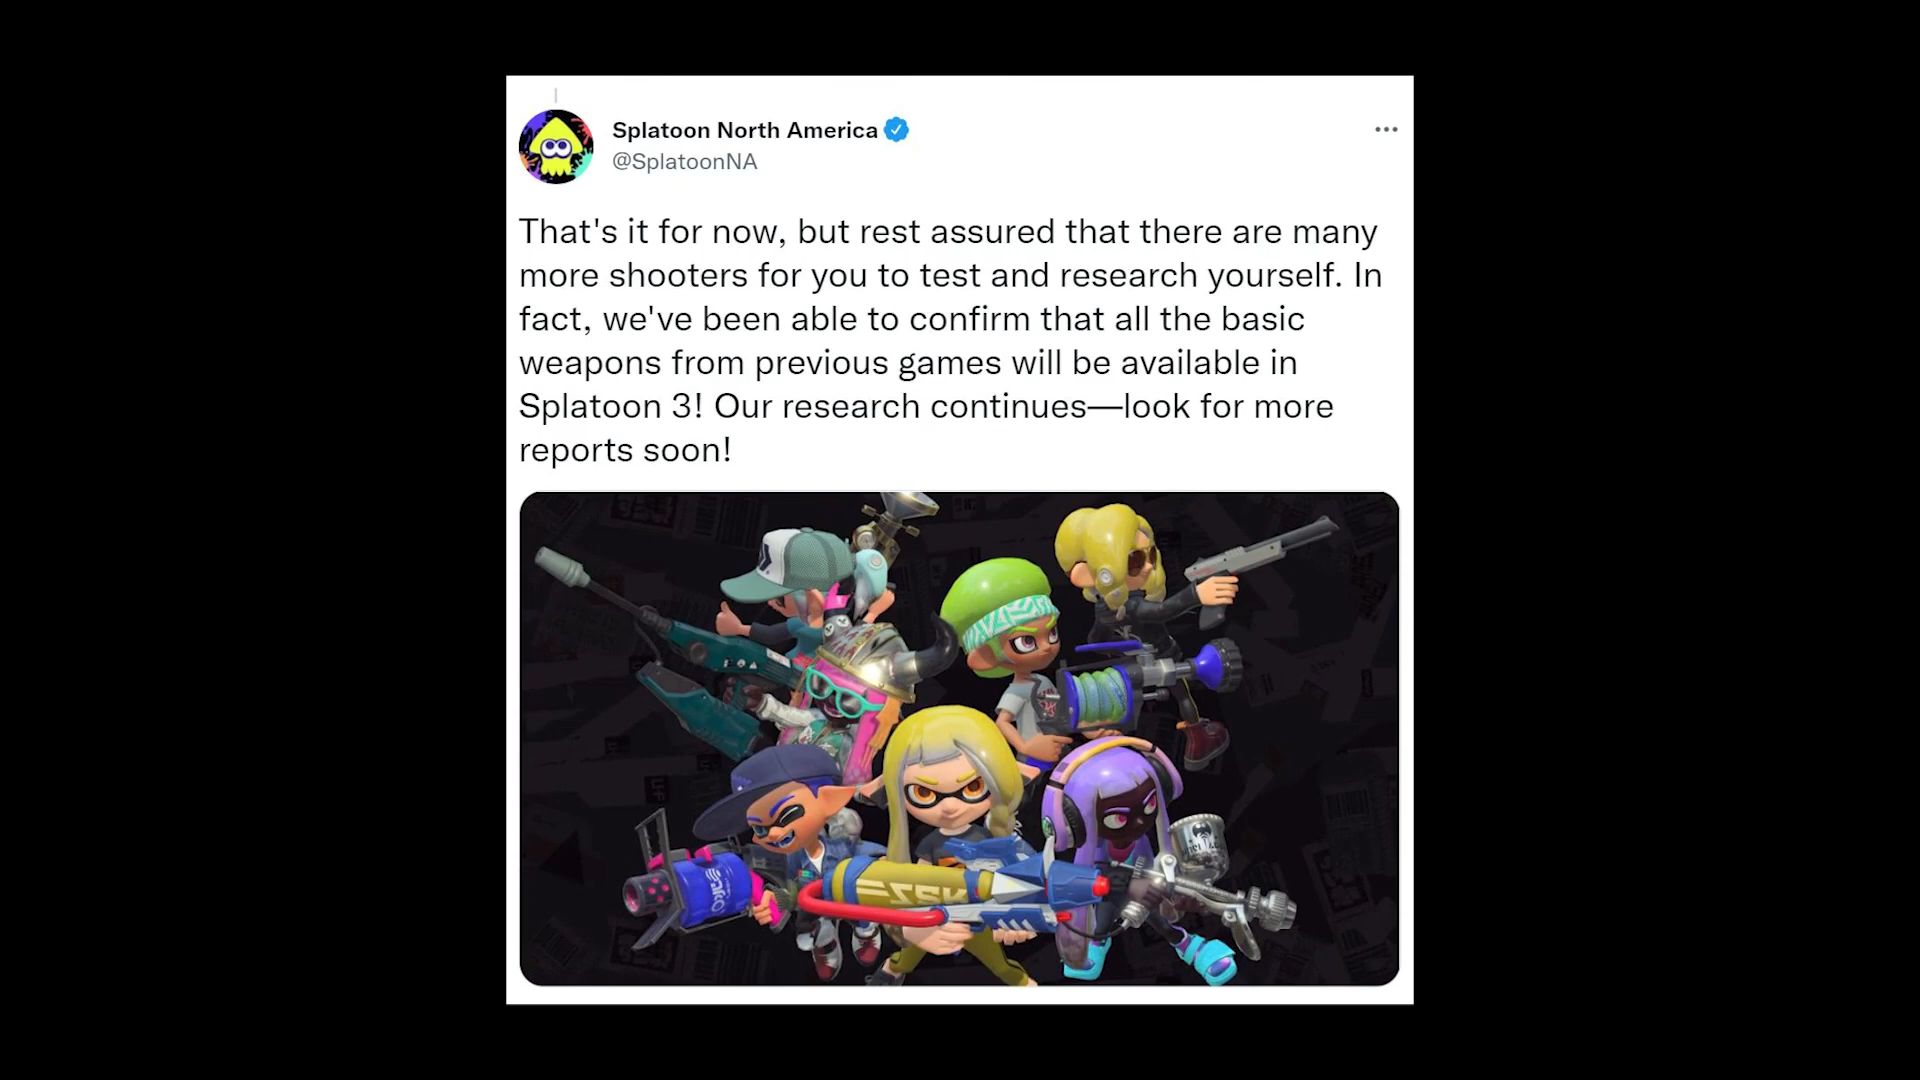 Splatoon North America
@SplatoonNA
That's it for now, but rest assured that there are many
more shooters for you to test and research yourself. In
fact, we've been able to confirm that all the basic
weapons from previous games will be available in
Splatoon 3! Our research continues—look for more
reports soon!